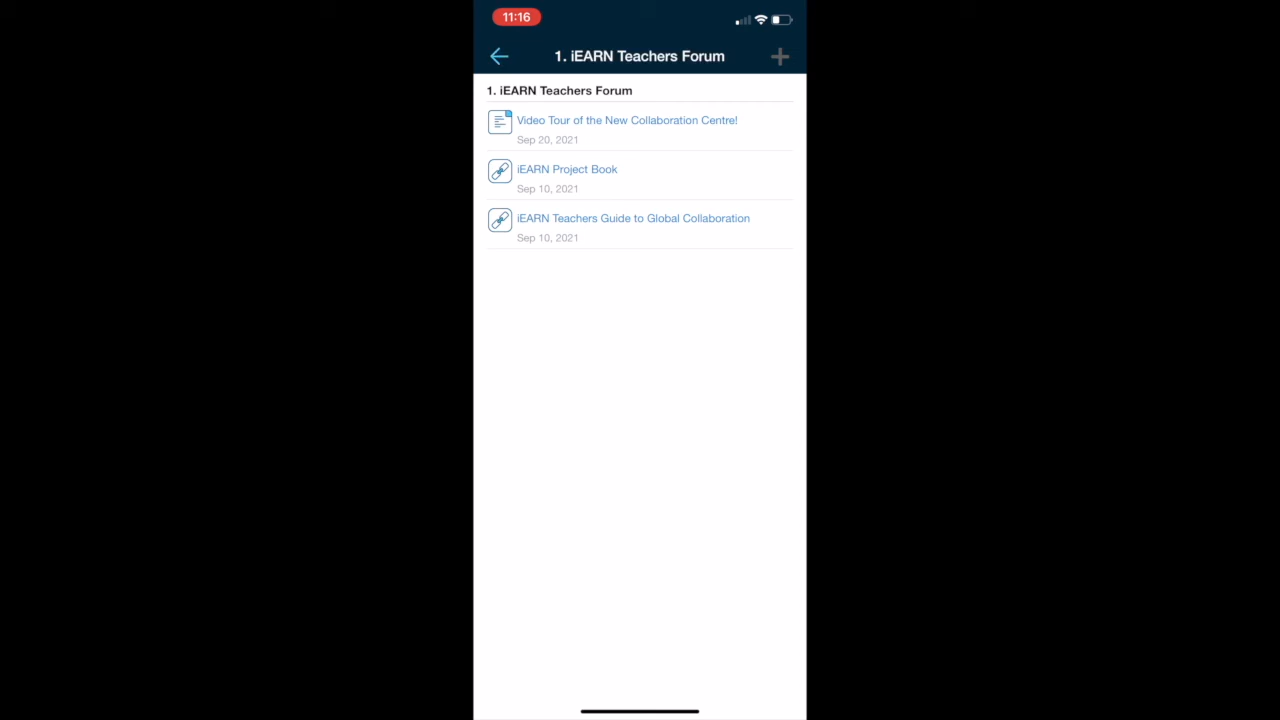 11:16
1. iEARN Teachers Forum
1. iEARN Teachers Forum
Video Tour of the New Collaboration Centre!
Sep 20, 2021
iEARN Project Book
Sep 10, 2021
iEARN Teachers Guide to Global Collaboration
Sep 10, 2021